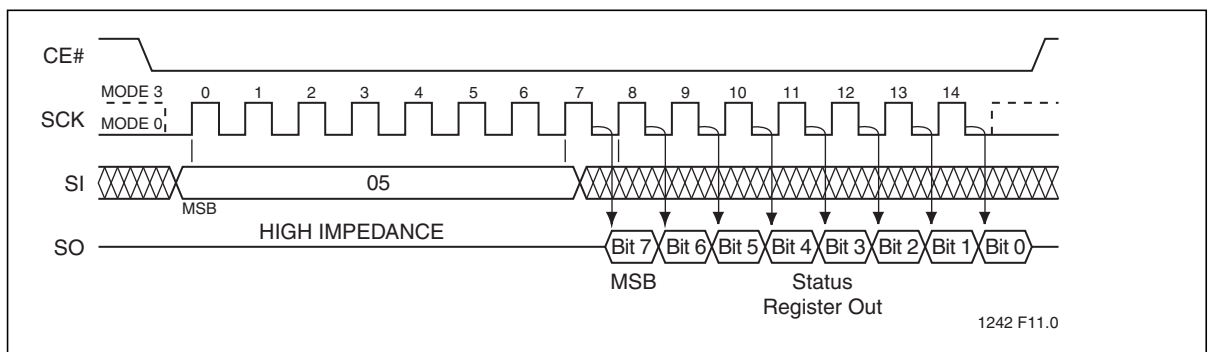 CE#
MODE 3 0 1 2 3 4 5 6 7 8 9 10 11 12 13 14
SCK
MODE 0
SI 05
MSB
HIGH IMPEDANCE
SO Bit 7 Bit 6 Bit 5 Bit 4 Bit 3 Bit 2 Bit 1 Bit 0
MSB Status
Register Out
1242 F11.0